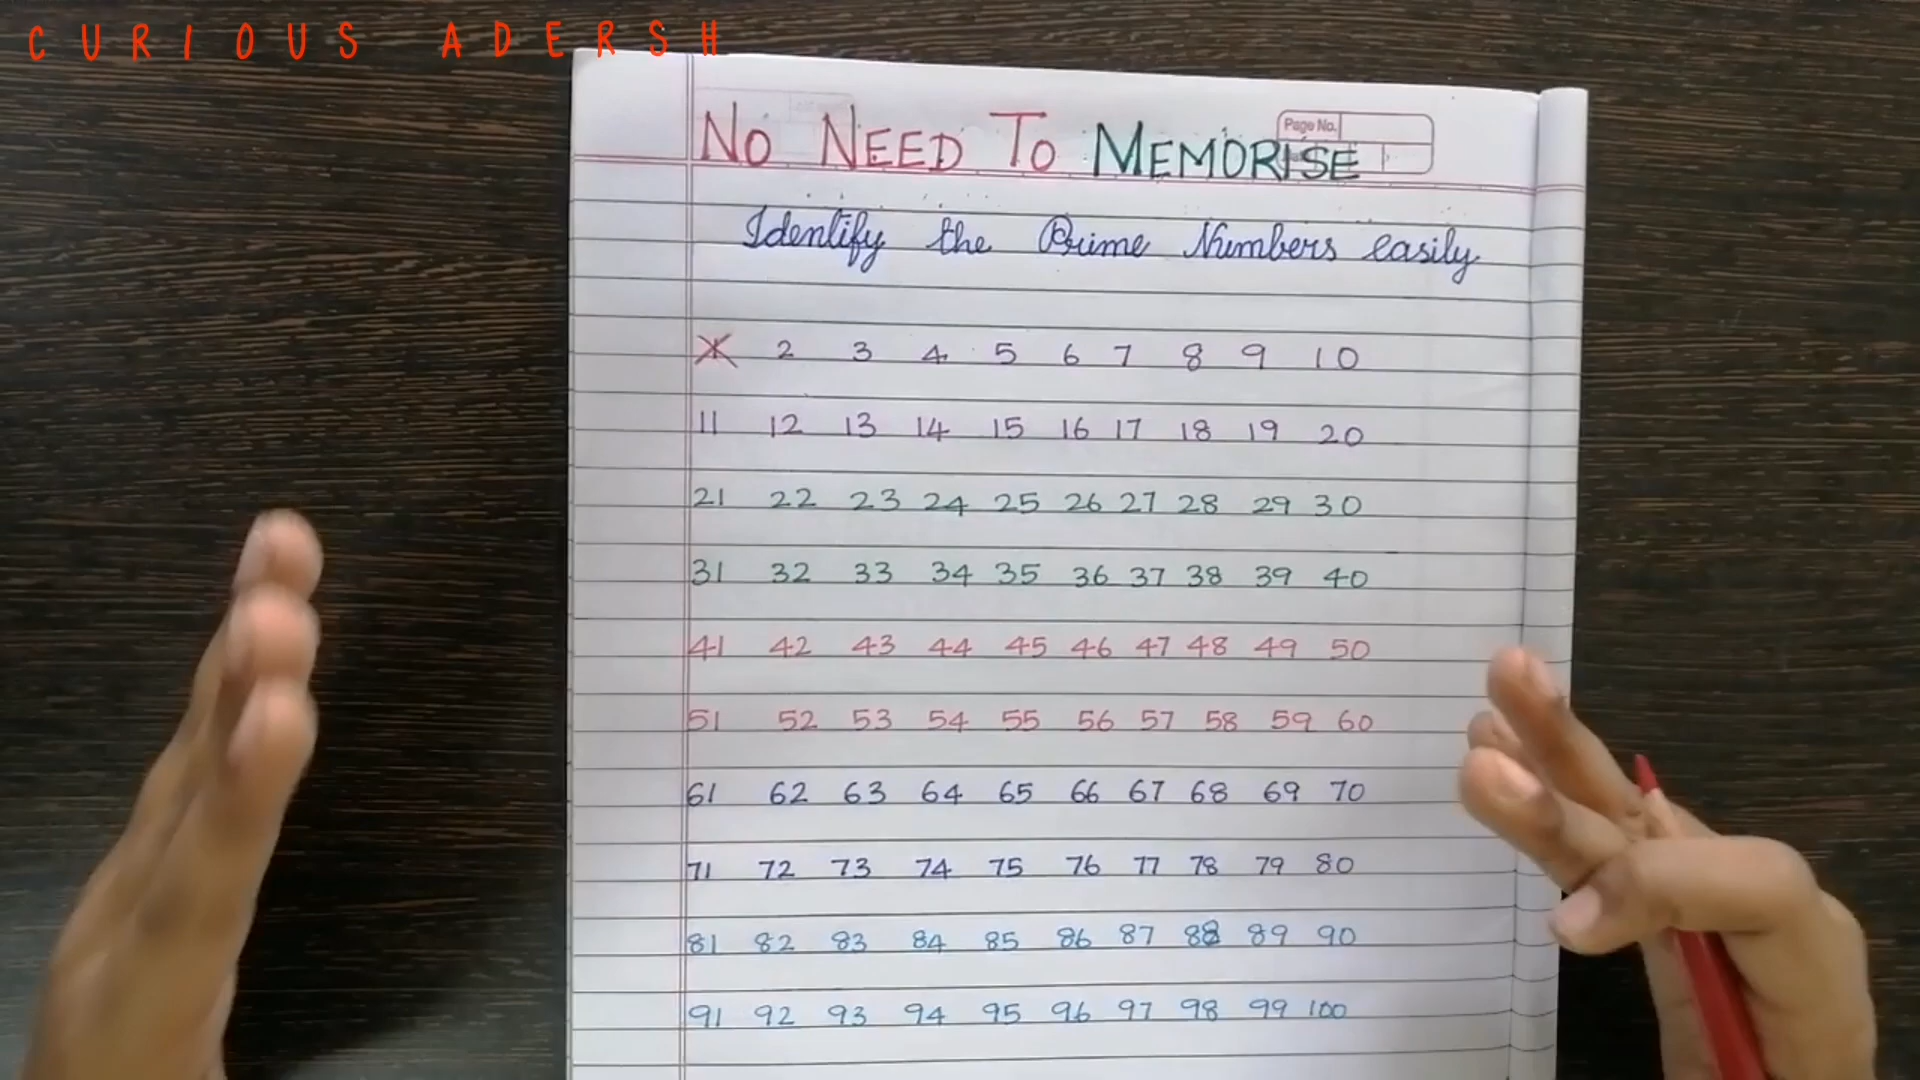 CURIOUS ADERSH
NO NEED TO MEMORISE
Page No.
Identify the Prime Numbers easily
1 2 3 4 5 6 7 8 9 10
11 12 13 14 15 16 17 18 19 20
21 22 23 24 25 26 27 28 29 30
31 32 33 34 35 36 37 38 39 40
41 42 43 44 45 46 47 48 49 50
51 52 53 54 55 56 57 58 59 60
61 62 63 64 65 66 67 68 69 70
71 72 73 74 75 76 77 78 79 80
81 82 83 84 85 86 87 88 89 90
91 92 93 94 95 96 97 98 99 100